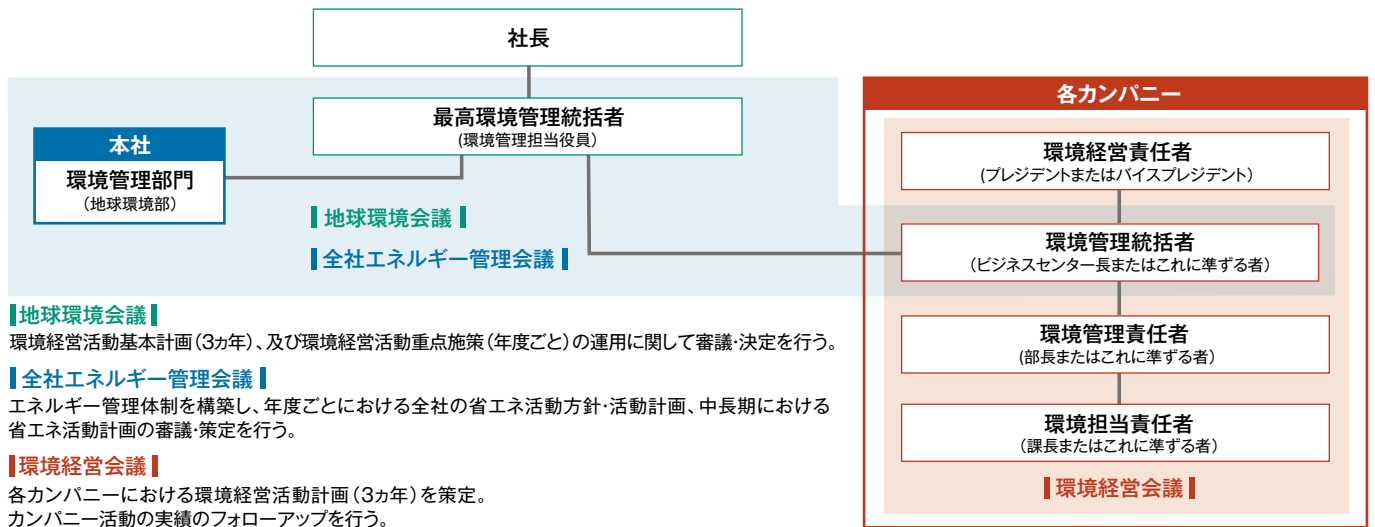 社長
最高環境管理統括者
(環境管理担当役員)
本社
環境管理部門
(地球環境部)
地球環境会議
全社エネルギー管理会議
各カンパニー
環境経営責任者
(プレジデントまたはバイスプレジデント)
環境管理統括者
(ビジネスセンター長またはこれに準ずる者)
環境管理責任者
(部長またはこれに準ずる者)
環境担当責任者
(課長またはこれに準ずる者)
環境経営会議
地球環境会議
環境経営活動基本計画(3ヵ年)、及び環境経営活動重点施策(年度ごと)の運用に関して審議・決定を行う。
全社エネルギー管理会議
エネルギー管理体制を構築し、年度ごとにおける全社の省エネ活動方針・活動計画、中長期における
省エネ活動計画の審議・策定を行う。
環境経営会議
各カンパニーにおける環境経営活動計画(3ヵ年)を策定。
カンパニー活動の実績のフォローアップを行う。